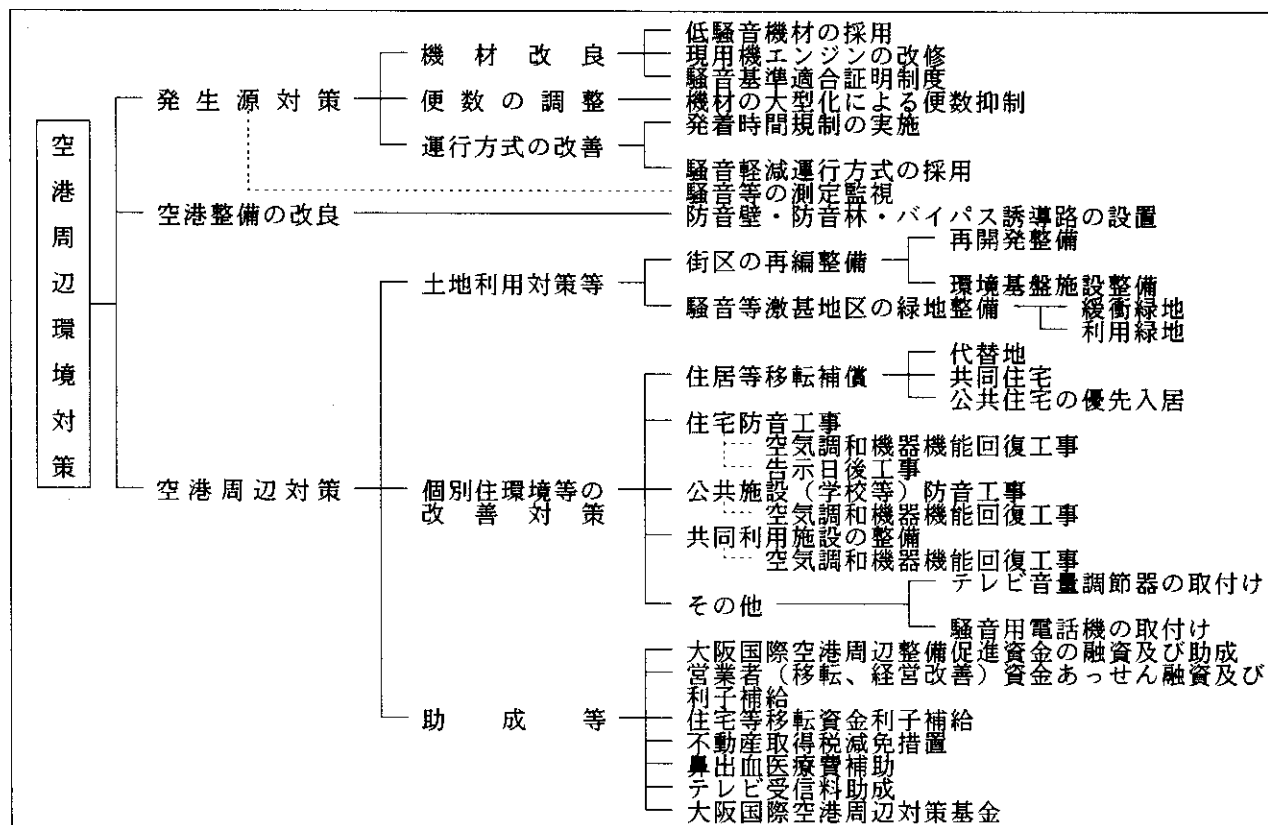 空港周辺環境対策
発生源対策
機材改良
低騒音機材の採用
現用機エンジンの改修
騒音基準適合証明制度
便数の調整
機材の大型化による便数抑制
運行方式の改善
発着時間規制の実施
騒音軽減運行方式の採用
騒音等の測定監視
空港整備の改良
防音壁・防音林・バイパス誘導路の設置
空港周辺対策
土地利用対策等
街区の再編整備
再開発整備
環境基盤施設整備
騒音等激甚地区の緑地整備
緩衝緑地
利用緑地
個別住環境等の
改善対策
住居等移転補償
代替地
共同住宅
公共住宅の優先入居
住宅防音工事
空気調和機器機能回復工事
告示日後工事
公共施設（学校等）防音工事
空気調和機器機能回復工事
共同利用施設の整備
空気調和機器機能回復工事
その他
テレビ音量調節器の取付け
騒音用電話機の取付け
助成等
大阪国際空港周辺整備促進資金の融資及び助成
営業者（移転、経営改善）資金あっせん融資及び
利子補給
住宅等移転資金利子補給
不動産取得税減免措置
鼻出血医療費補助
テレビ受信料助成
大阪国際空港周辺対策基金